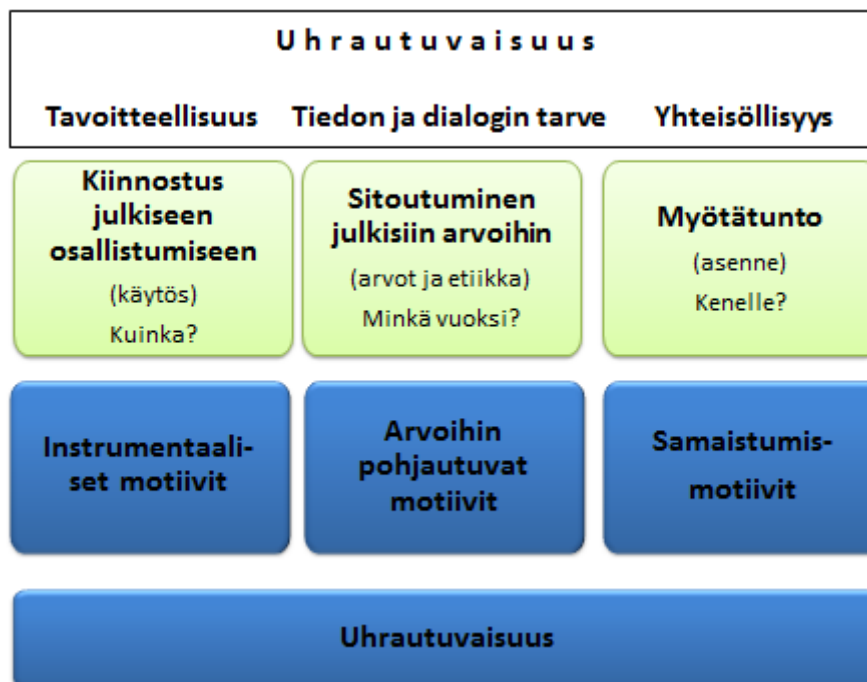 Uhrautuvaisuus
Tavoitteellisuus
Tiedon ja dialogin tarve
Yhteisöllisyys
Kiinnostus
julkiseen
osallistumiseen
(käytös)
Kuinka?
Sitoutuminen
julkisiin arvoihin
(arvot ja etiikka)
Minkä vuoksi?
Myötätunto
(asenne)
Kenelle?
Instrumentaali-
set motiivit
Arvoihin
pohjautuvat
motiivit
Samaistumis-
motiivit
Uhrautuvaisuus